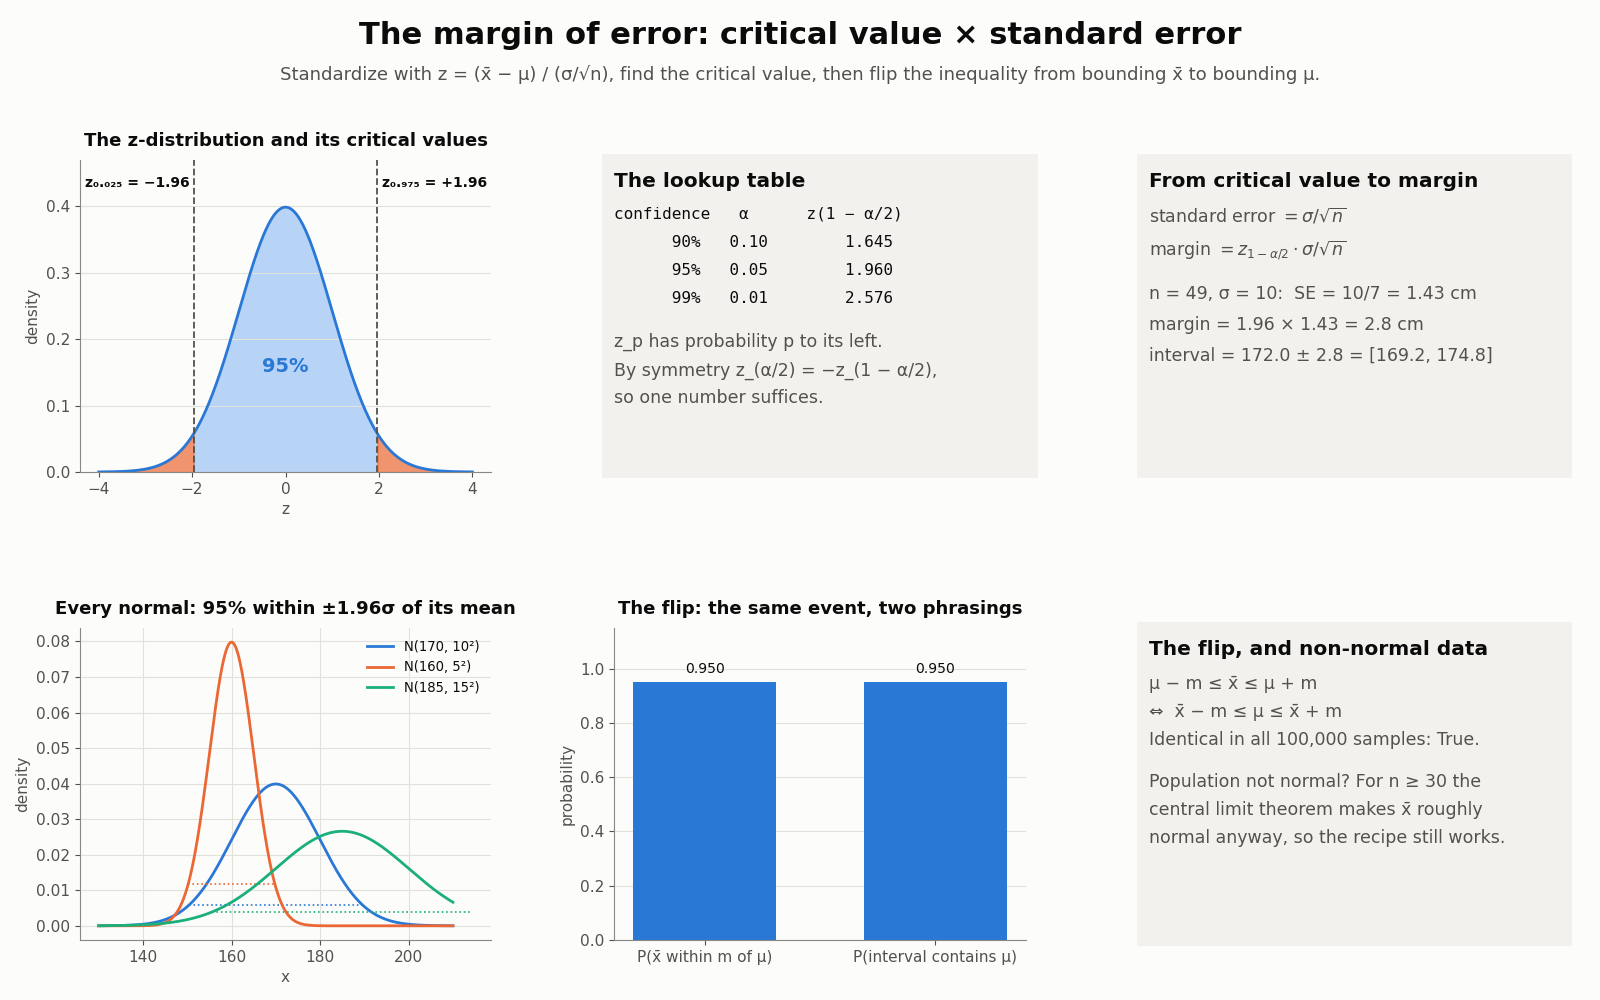 The margin of error: critical value × standard error
Standardize with z = (x̄ − μ) / (σ/√n), find the critical value, then flip the inequality from bounding x̄ to bounding μ.
The z-distribution and its critical values
z₀.₀₂₅ = −1.96
z₀.₉₇₅ = +1.96
0.4
0.3
0.2
0.1
0.0
density
95%
−4
−2
0
2
4
z
The lookup table
confidence α z(1 − α/2)
90% 0.10 1.645
95% 0.05 1.960
99% 0.01 2.576
z_p has probability p to its left.
By symmetry z_(α/2) = −z_(1 − α/2),
so one number suffices.
From critical value to margin
standard error = σ/√n
margin = z₁₋α/₂ · σ/√n
n = 49, σ = 10: SE = 10/7 = 1.43 cm
margin = 1.96 × 1.43 = 2.8 cm
interval = 172.0 ± 2.8 = [169.2, 174.8]
Every normal: 95% within ±1.96σ of its mean
0.08
0.07
0.06
0.05
0.04
0.03
0.02
0.01
0.00
density
N(170, 10²)
N(160, 5²)
N(185, 15²)
140
160
180
200
x
The flip: the same event, two phrasings
1.0
0.8
0.6
0.4
0.2
0.0
probability
0.950
0.950
P(x̄ within m of μ)
P(interval contains μ)
The flip, and non-normal data
μ − m ≤ x̄ ≤ μ + m
⇔ x̄ − m ≤ μ ≤ x̄ + m
Identical in all 100,000 samples: True.
Population not normal? For n ≥ 30 the
central limit theorem makes x̄ roughly
normal anyway, so the recipe still works.